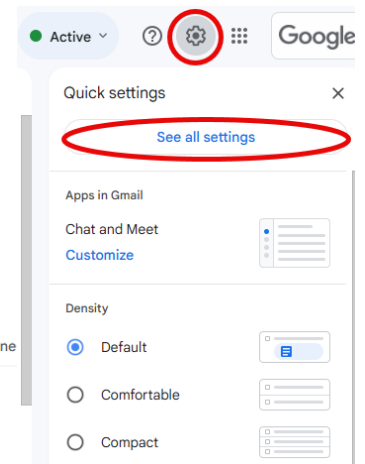 Active
Google
Quick settings
See all settings
Apps in Gmail
Chat and Meet
Customize
Density
ne
Default
Comfortable
Compact